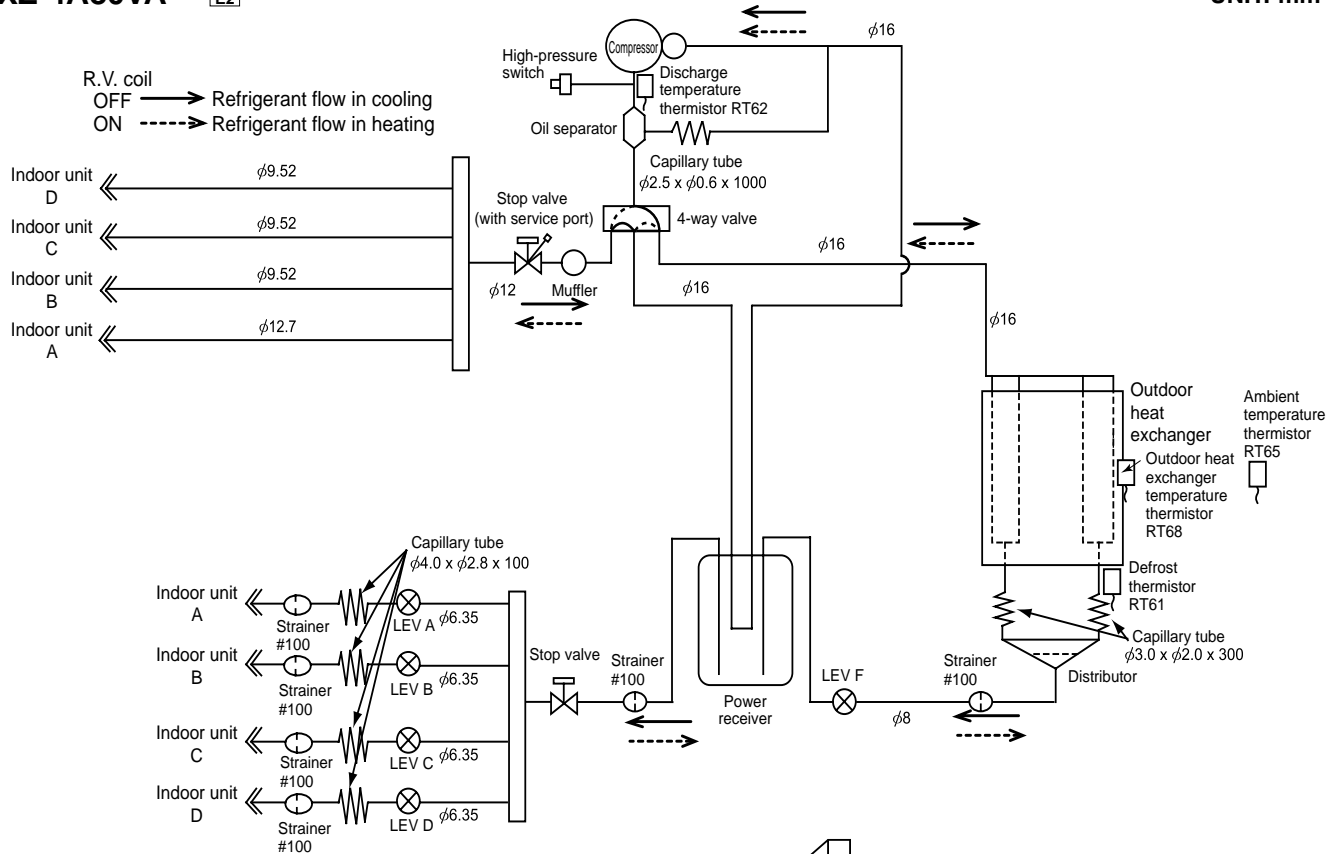 E2
High-pressure
switch
Compressor
φ16
Discharge
temperature
thermistor RT62
R.V. coil
OFF Refrigerant flow in cooling
ON Refrigerant flow in heating
Oil separator
Capillary tube
φ2.5 x φ0.6 x 1000
Indoor unit
D
φ9.52
Stop valve
(with service port)
4-way valve
Indoor unit
C
φ9.52
φ16
Indoor unit
B
φ9.52
φ12
Muffler
φ16
Indoor unit
A
φ12.7
φ16
Outdoor
heat
exchanger
Ambient
temperature
thermistor
RT65
Outdoor heat
exchanger
temperature
thermistor
RT68
Defrost
thermistor
RT61
Capillary tube
φ3.0 x φ2.0 x 300
Distributor
Capillary tube
φ4.0 x φ2.8 x 100
Indoor unit
A
Strainer
#100
LEV A
φ6.35
Indoor unit
B
Strainer
#100
LEV B
φ6.35
Stop valve
Strainer
#100
Power
receiver
LEV F
φ8
Strainer
#100
Indoor unit
C
Strainer
#100
LEV C
φ6.35
Indoor unit
D
Strainer
#100
LEV D
φ6.35